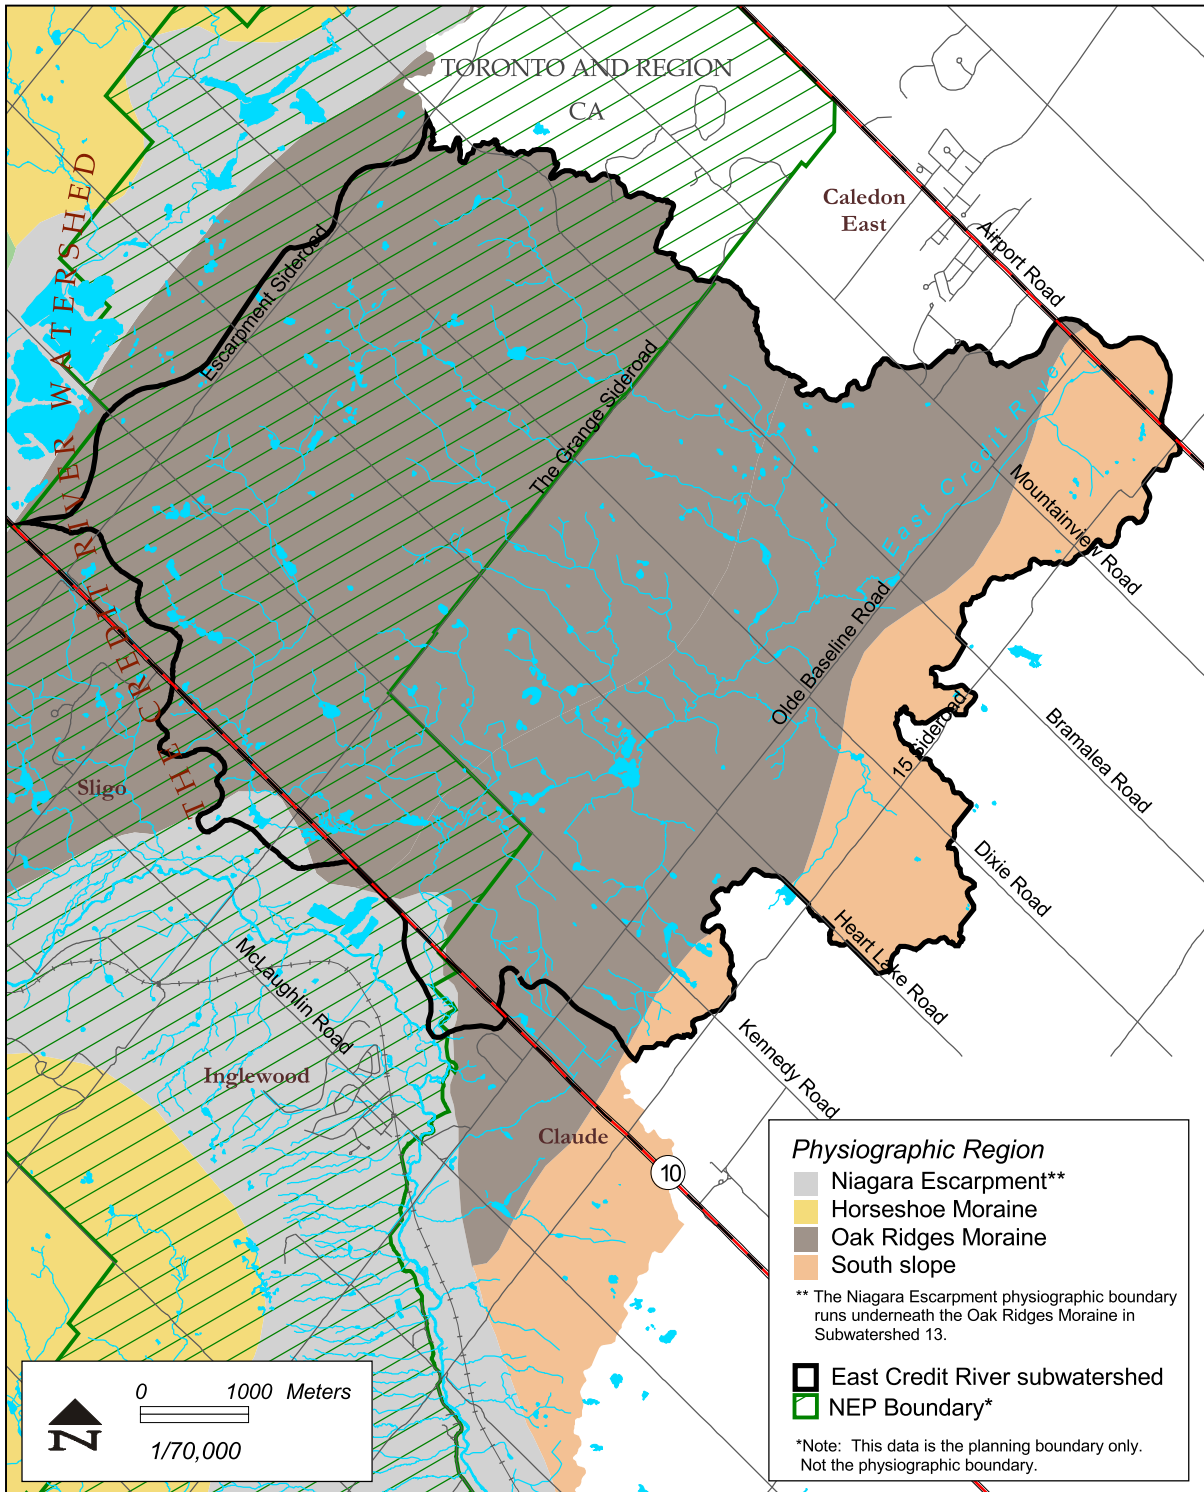 TORONTO AND REGION
CA
Caledon
East
Airport Road
THE CREDIT RIVER WATERSHED
Escarpment Sideroad
The Grange Sideroad
East Credit River
Mountainview Road
Olde Baseline Road
15 Sideroad
Bramalea Road
Sligo
Dixie Road
Heart Lake Road
McLaughlin Road
Kennedy Road
Inglewood
Claude
10
Physiographic Region
Niagara Escarpment**
Horseshoe Moraine
Oak Ridges Moraine
South slope
** The Niagara Escarpment physiographic boundary
runs underneath the Oak Ridges Moraine in
Subwatershed 13.
East Credit River subwatershed
NEP Boundary*
*Note: This data is the planning boundary only.
Not the physiographic boundary.
N
0 1000 Meters
1/70,000